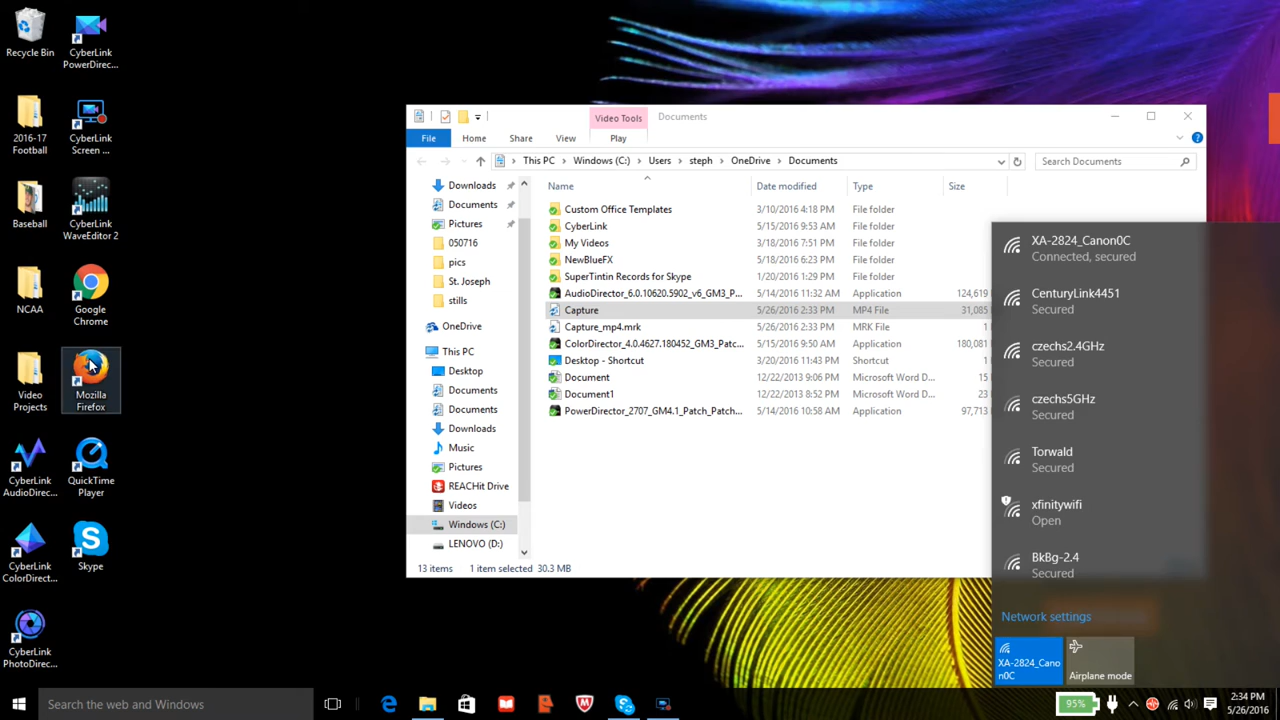 Recycle Bin
CyberLink
PowerDirec...
2016-17
Football
CyberLink
Screen ...
Baseball
CyberLink
WaveEditor 2
NCAA
Google
Chrome
Video
Projects
Mozilla
Firefox
CyberLink
AudioDirec...
QuickTime
Player
CyberLink
ColorDirect...
Skype
CyberLink
PhotoDirec...
Video Tools
Documents
File
Home
Share
View
Play
This PC > Windows (C:) > Users > steph > OneDrive > Documents
Search Documents
Downloads
Documents
Pictures
050716
pics
St. Joseph
stills
OneDrive
This PC
Desktop
Documents
Documents
Downloads
Music
Pictures
REACHit Drive
Videos
Windows (C:)
LENOVO (D:)
Name Date modified Type Size
Custom Office Templates 3/10/2016 4:18 PM File folder
CyberLink 5/15/2016 9:53 AM File folder
My Videos 3/18/2016 7:51 PM File folder
NewBlueFX 5/18/2016 6:23 PM File folder
SuperTintin Records for Skype 1/20/2016 1:29 PM File folder
AudioDirector_6.0.10620.5902_v6_GM3_P... 5/14/2016 11:32 AM Application 124,619
Capture 5/26/2016 2:33 PM MP4 File 31,085
Capture_mp4.mrk 5/26/2016 2:33 PM MRK File 1
ColorDirector_4.0.4627.180452_GM3_Patc... 5/15/2016 9:50 AM Application 180,081
Desktop - Shortcut 3/20/2016 11:43 PM Shortcut 1
Document 12/22/2013 9:06 PM Microsoft Word D... 15
Document1 12/22/2013 8:52 PM Microsoft Word D... 23
PowerDirector_2707_GM4.1_Patch_Patch... 5/14/2016 10:58 AM Application 97,713
13 items 1 item selected 30.3 MB
XA-2824_Canon0C
Connected, secured
CenturyLink4451
Secured
czechs2.4GHz
Secured
czechs5GHz
Secured
Torwald
Secured
xfinitywifi
Open
BkBg-2.4
Secured
Network settings
XA-2824_Cano
n0C
Airplane mode
Search the web and Windows
95%
2:34 PM
5/26/2016